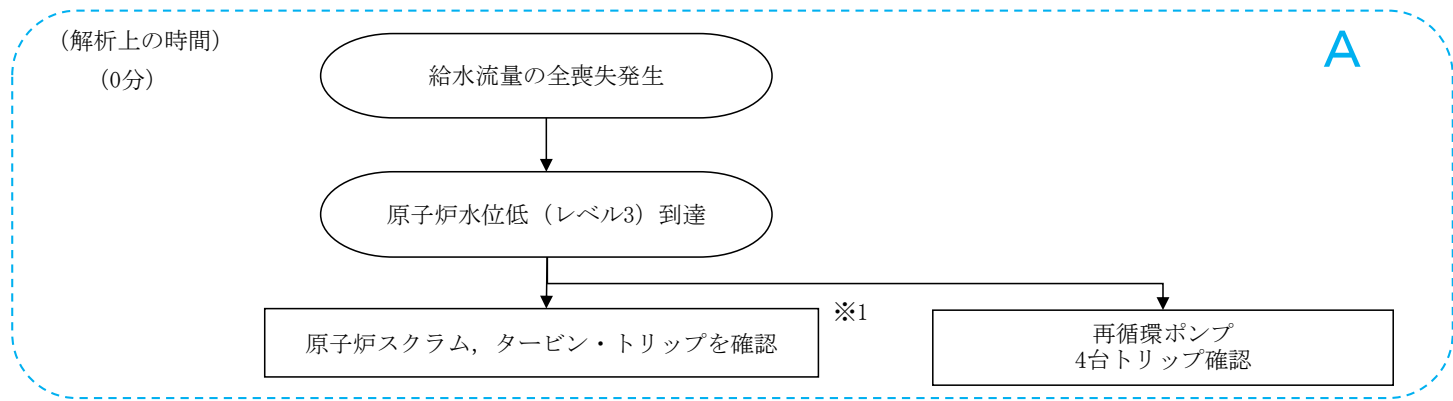 (解析上の時間)
(0分)
給水流量の全喪失発生
A
原子炉水位低（レベル3）到達
原子炉スクラム，タービン・トリップを確認
※1
再循環ポンプ
4台トリップ確認